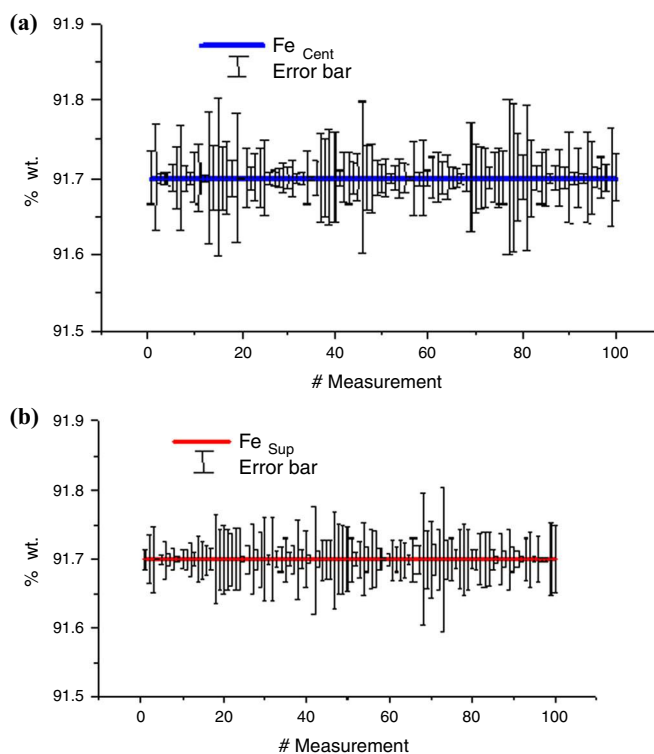 (a)
91.9
Fe Cent
Error bar
91.8
91.7
% wt.
91.6
91.5
0 20 40 60 80 100
# Measurement
(b)
91.9
Fe Sup
Error bar
91.8
91.7
% wt.
91.6
91.5
0 20 40 60 80 100
# Measurement